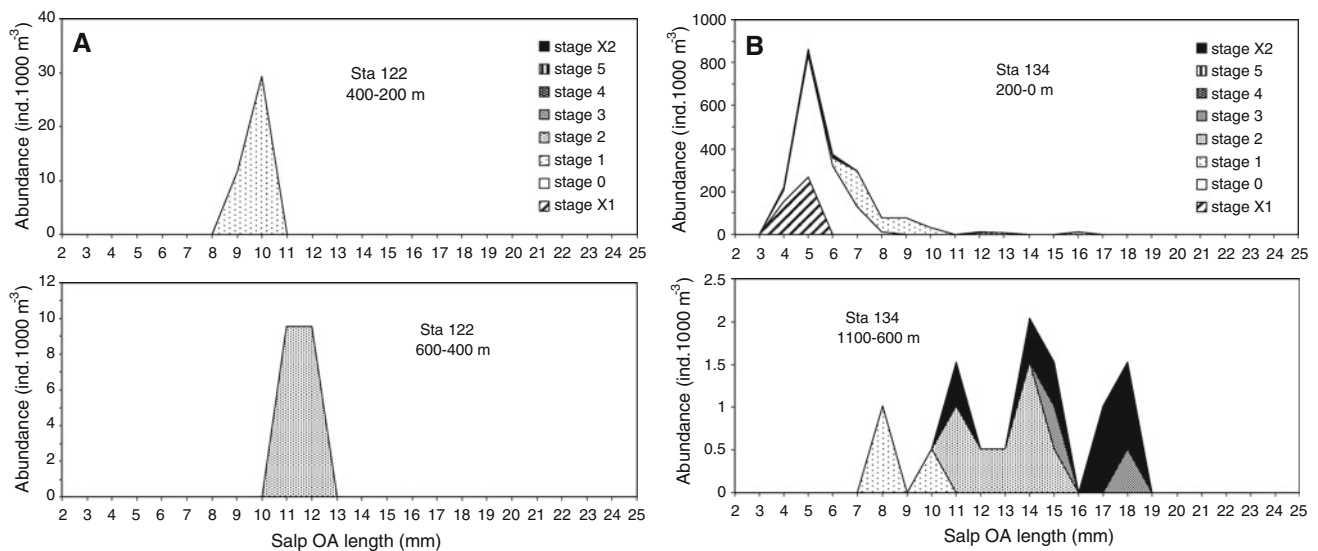 A
Sta 122
400-200 m
Abundance (ind.1000 m-3)
40
30
20
10
0
stage X2
stage 5
stage 4
stage 3
stage 2
stage 1
stage 0
stage X1
2 3 4 5 6 7 8 9 10 11 12 13 14 15 16 17 18 19 20 21 22 23 24 25
Sta 122
600-400 m
Abundance (ind.1000 m-3)
12
10
8
6
4
2
0
2 3 4 5 6 7 8 9 10 11 12 13 14 15 16 17 18 19 20 21 22 23 24 25
Salp OA length (mm)
B
Sta 134
200-0 m
Abundance (ind.1000 m-3)
1000
800
600
400
200
0
stage X2
stage 5
stage 4
stage 3
stage 2
stage 1
stage 0
stage X1
2 3 4 5 6 7 8 9 10 11 12 13 14 15 16 17 18 19 20 21 22 23 24 25
Sta 134
1100-600 m
Abundance (ind.1000 m-3)
2.5
2
1.5
1
0.5
0
2 3 4 5 6 7 8 9 10 11 12 13 14 15 16 17 18 19 20 21 22 23 24 25
Salp OA length (mm)